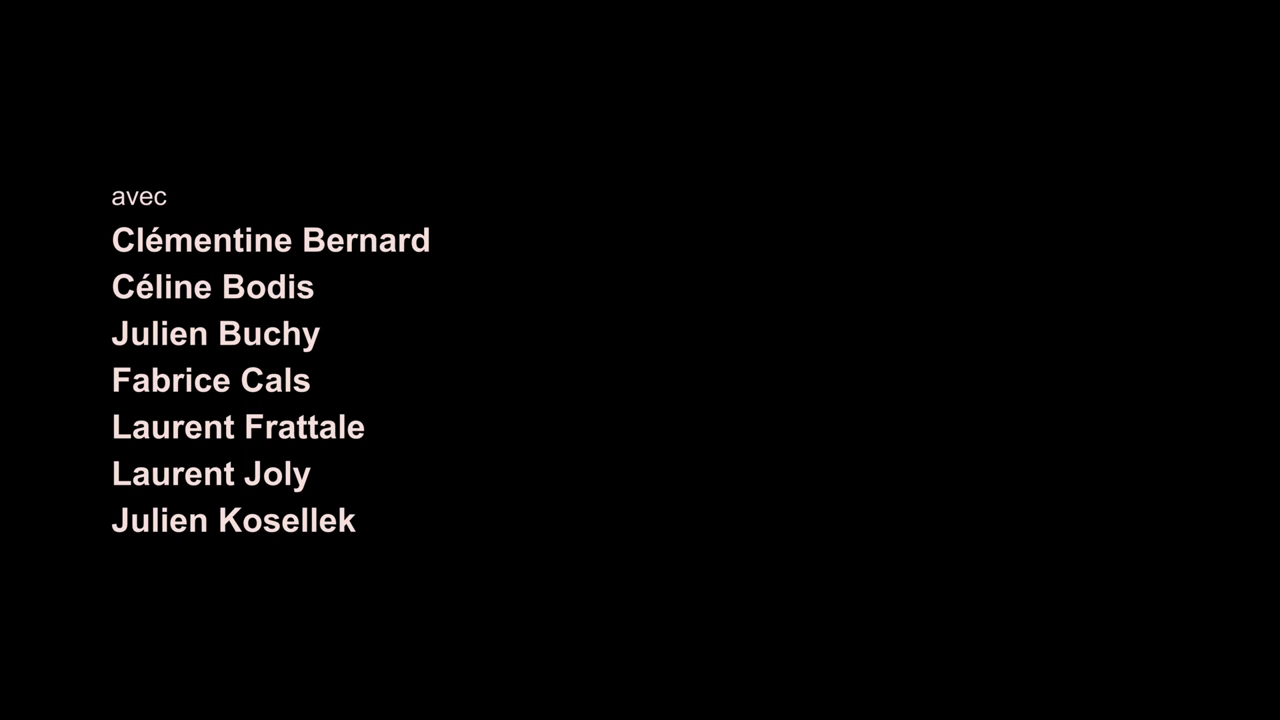 avec
Clémentine Bernard
Céline Bodis
Julien Buchy
Fabrice Cals
Laurent Frattale
Laurent Joly
Julien Kosellek